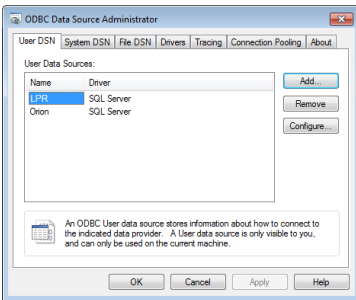 ODBC Data Source Administrator
User DSN System DSN File DSN Drivers Tracing Connection Pooling About
User Data Sources:
Name Driver Add...
LPR SQL Server
Orion SQL Server Remove
Configure...
An ODBC User data source stores information about how to connect to
the indicated data provider. A User data source is only visible to you,
and can only be used on the current machine.
OK Cancel Apply Help